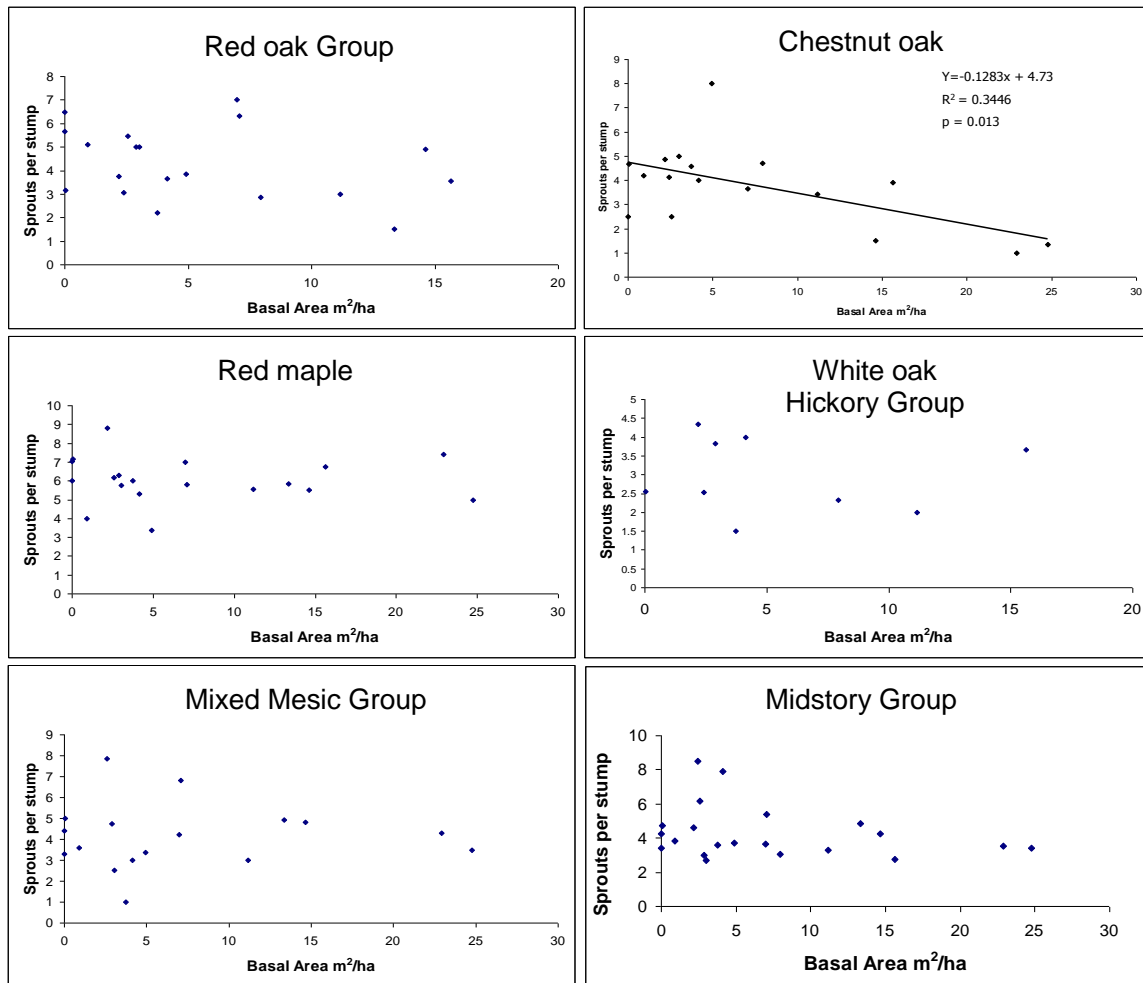 Red oak Group
Sprouts per stump
8
7
6
5
4
3
2
1
0
0 5 10 15 20
Basal Area m²/ha
Chestnut oak
Y=-0.1283x + 4.73
R² = 0.3446
p = 0.013
Sprouts per stump
9
8
7
6
5
4
3
2
1
0
0 5 10 15 20 25 30
Basal Area m²/ha
Red maple
Sprouts per stump
10
9
8
7
6
5
4
3
2
1
0
0 5 10 15 20 25 30
Basal Area m²/ha
White oak
Hickory Group
Sprouts per stump
5
4.5
4
3.5
3
2.5
2
1.5
1
0.5
0
0 5 10 15 20
Basal Area m²/ha
Mixed Mesic Group
Sprouts per stump
9
8
7
6
5
4
3
2
1
0
0 5 10 15 20 25 30
Basal Area m²/ha
Midstory Group
Sprouts per stump
10
8
6
4
2
0
0 5 10 15 20 25 30
Basal Area m²/ha